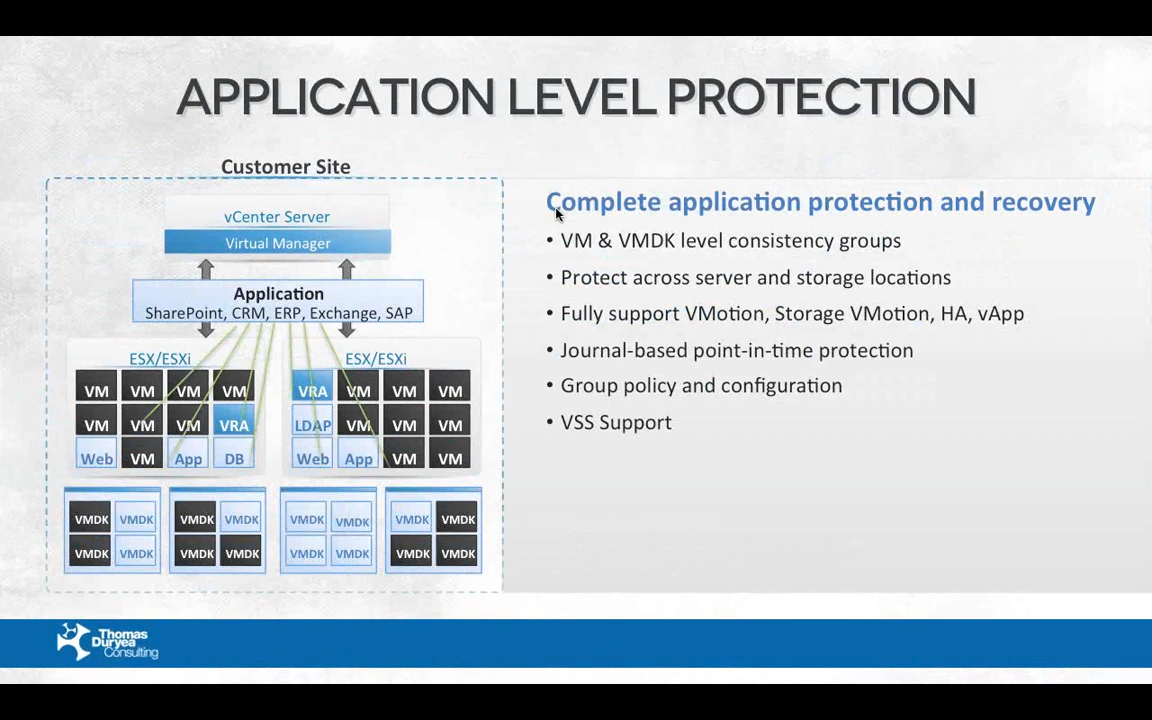 APPLICATION LEVEL PROTECTION
Customer Site
vCenter Server
Virtual Manager
Application
SharePoint, CRM, ERP, Exchange, SAP
ESX/ESXi
VM VM VM VM
VM VM VM VRA
Web VM App DB
ESX/ESXi
VRA VM VM VM
LDAP VM VM VM
Web App VM VM
VMDK VMDK
VMDK VMDK
VMDK VMDK
VMDK VMDK
VMDK VMDK
VMDK VMDK
VMDK VMDK
VMDK VMDK
Complete application protection and recovery
• VM & VMDK level consistency groups
• Protect across server and storage locations
• Fully support VMotion, Storage VMotion, HA, vApp
• Journal-based point-in-time protection
• Group policy and configuration
• VSS Support
Thomas
Duryea
Consulting